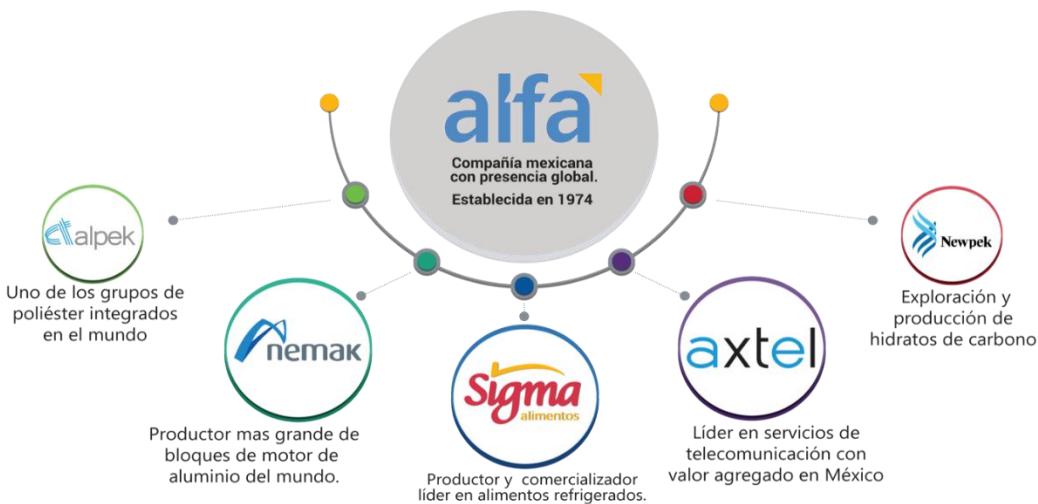 alfa
Compañía mexicana
con presencia global.
Establecida en 1974
alpek
Uno de los grupos de
poliéster integrados
en el mundo
nemak
Productor mas grande de
bloques de motor de
aluminio del mundo.
Sigma
alimentos
Productor y comercializador
líder en alimentos refrigerados.
axtel
Líder en servicios de
telecomunicación con
valor agregado en México
Newpek
Exploración y
producción de
hidratos de carbono